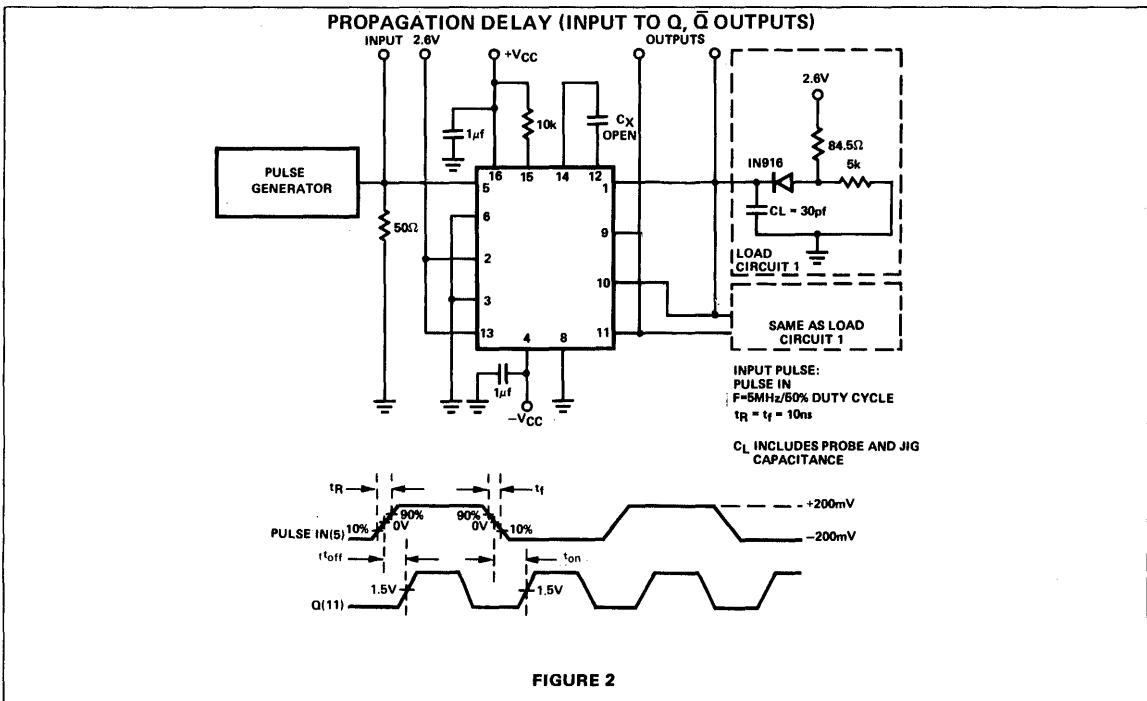 PROPAGATION DELAY (INPUT TO Q, Q̄ OUTPUTS)
INPUT 2.6V
+VCC
OUTPUTS
2.6V
1µf
10k
CX
OPEN
84.5Ω
IN916
5k
PULSE
GENERATOR
16 15 14 12
5
1
50Ω
6
CL = 30pf
9
2
LOAD
CIRCUIT 1
10
3
13
11
SAME AS LOAD
CIRCUIT 1
4 8
1µf
−VCC
INPUT PULSE:
PULSE IN
F=5MHz/50% DUTY CYCLE
tR = tf = 10ns
CL INCLUDES PROBE AND JIG
CAPACITANCE
tR tf
+200mV
90% 90%
0V 0V
10% 10%
PULSE IN(5)
−200mV
toff ton
1.5V 1.5V
Q(11)
FIGURE 2